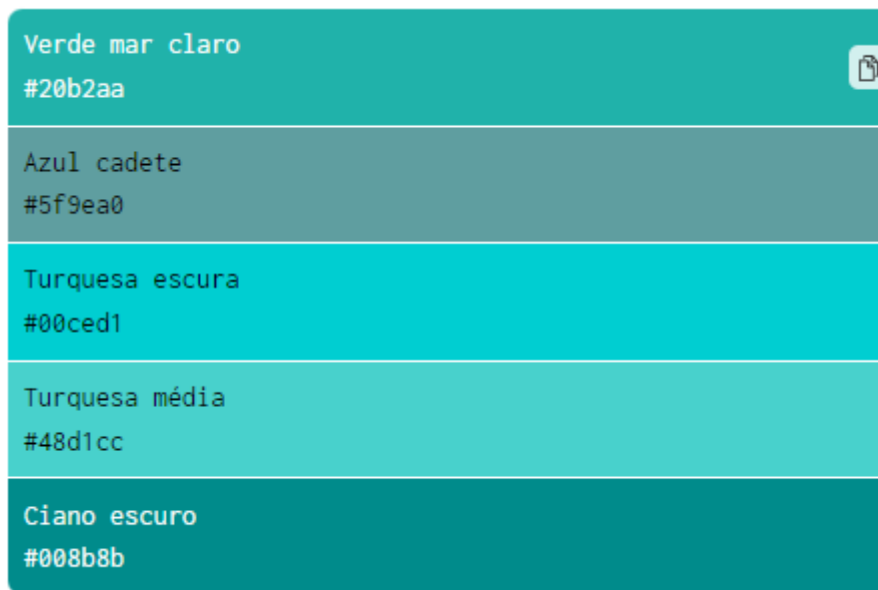 Verde mar claro
#20b2aa
Azul cadete
#5f9ea0
Turquesa escura
#00ced1
Turquesa média
#48d1cc
Ciano escuro
#008b8b